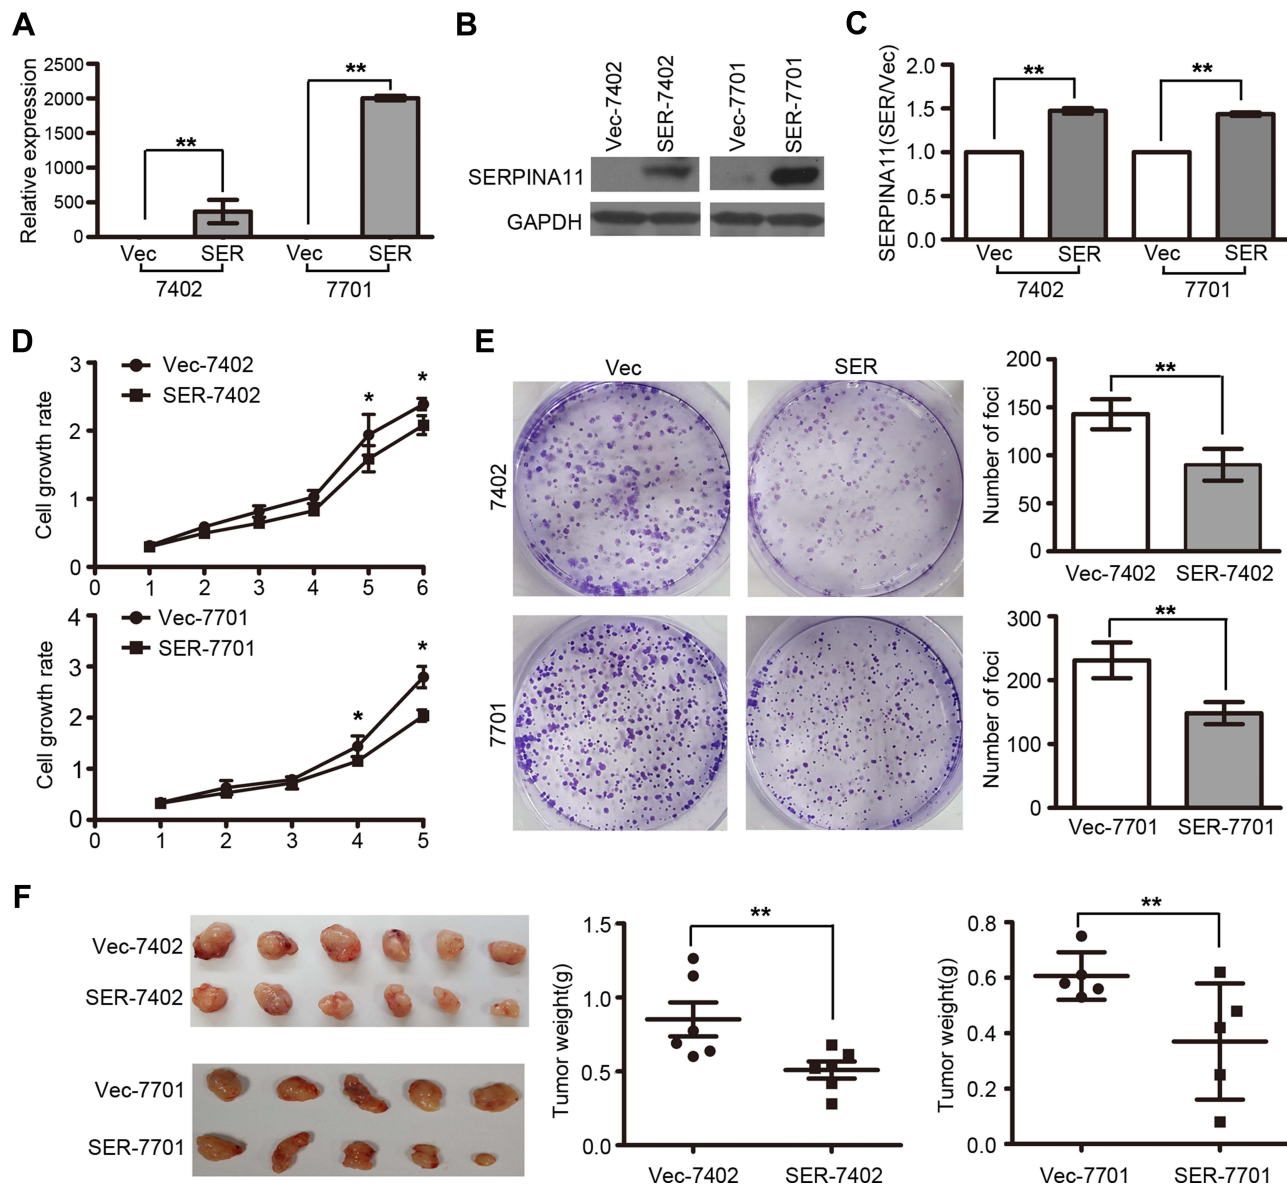 A
Relative expression
2500
2000
1500
1000
500
0
**
**
Vec
SER
Vec
SER
7402
7701
B
Vec-7402
SER-7402
Vec-7701
SER-7701
SERPINA11
GAPDH
C
SERPINA11(SER/Vec)
2.0
1.5
1.0
0.5
0.0
**
**
Vec
SER
Vec
SER
7402
7701
D
Cell growth rate
3
2
1
0
Vec-7402
SER-7402
*
*
0
1
2
3
4
5
6
Cell growth rate
4
3
2
1
0
Vec-7701
SER-7701
*
*
0
1
2
3
4
5
E
Vec
SER
7402
7701
Number of foci
200
150
100
50
0
**
Vec-7402
SER-7402
Number of foci
300
200
100
0
**
Vec-7701
SER-7701
F
Vec-7402
SER-7402
Vec-7701
SER-7701
Tumor weight(g)
1.5
1.0
0.5
0.0
**
Vec-7402
SER-7402
Tumor weight(g)
0.8
0.6
0.4
0.2
0.0
**
Vec-7701
SER-7701